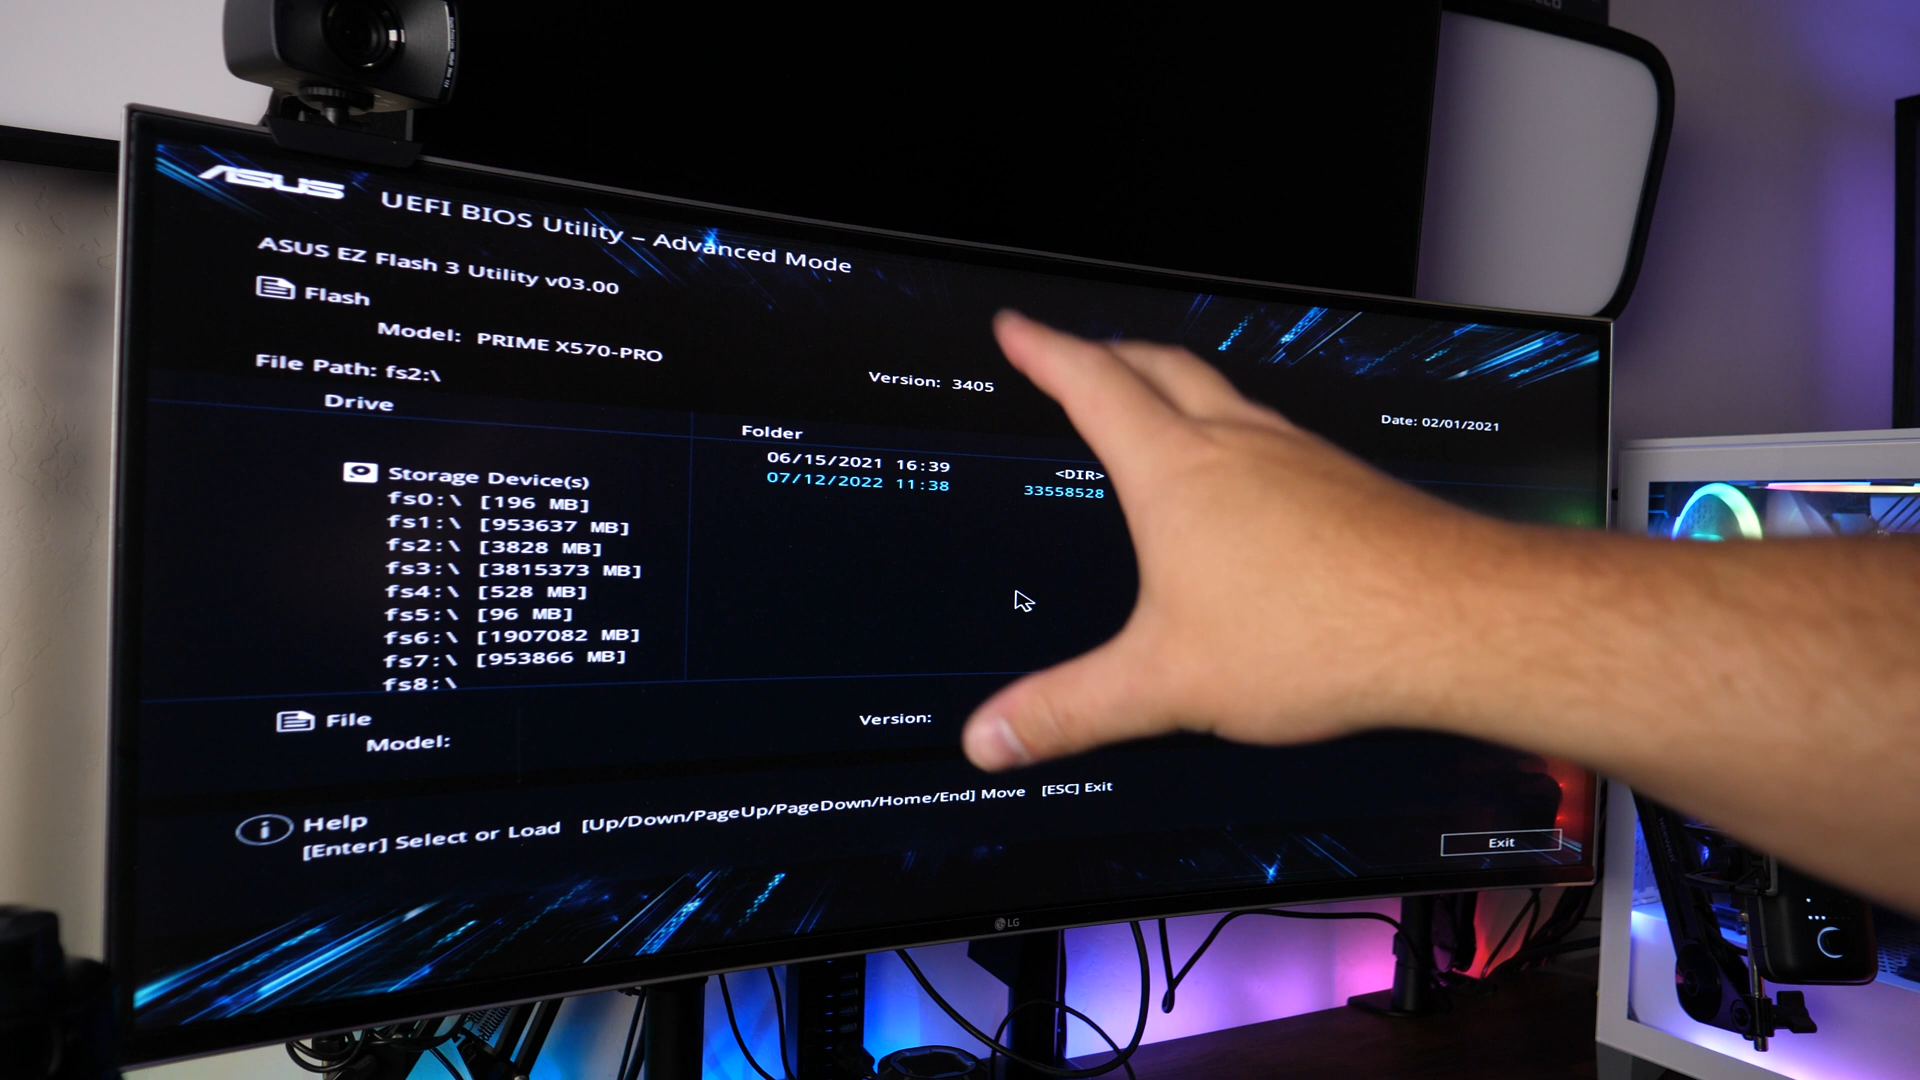 ASUS
UEFI BIOS Utility – Advanced Mode
ASUS EZ Flash 3 Utility v03.00
Flash
Model: PRIME X570-PRO
Version: 3405
Date: 02/01/2021
File Path: fs2:\
Drive
Folder
Storage Device(s)
fs0:\ [196 MB]
fs1:\ [953637 MB]
fs2:\ [3828 MB]
fs3:\ [3815373 MB]
fs4:\ [528 MB]
fs5:\ [96 MB]
fs6:\ [1907082 MB]
fs7:\ [953866 MB]
fs8:\
06/15/2021 16:39 <DIR>
07/12/2022 11:38 33558528
File
Model:
Version:
Help
[Enter] Select or Load [Up/Down/PageUp/PageDown/Home/End] Move [ESC] Exit
Exit
LG